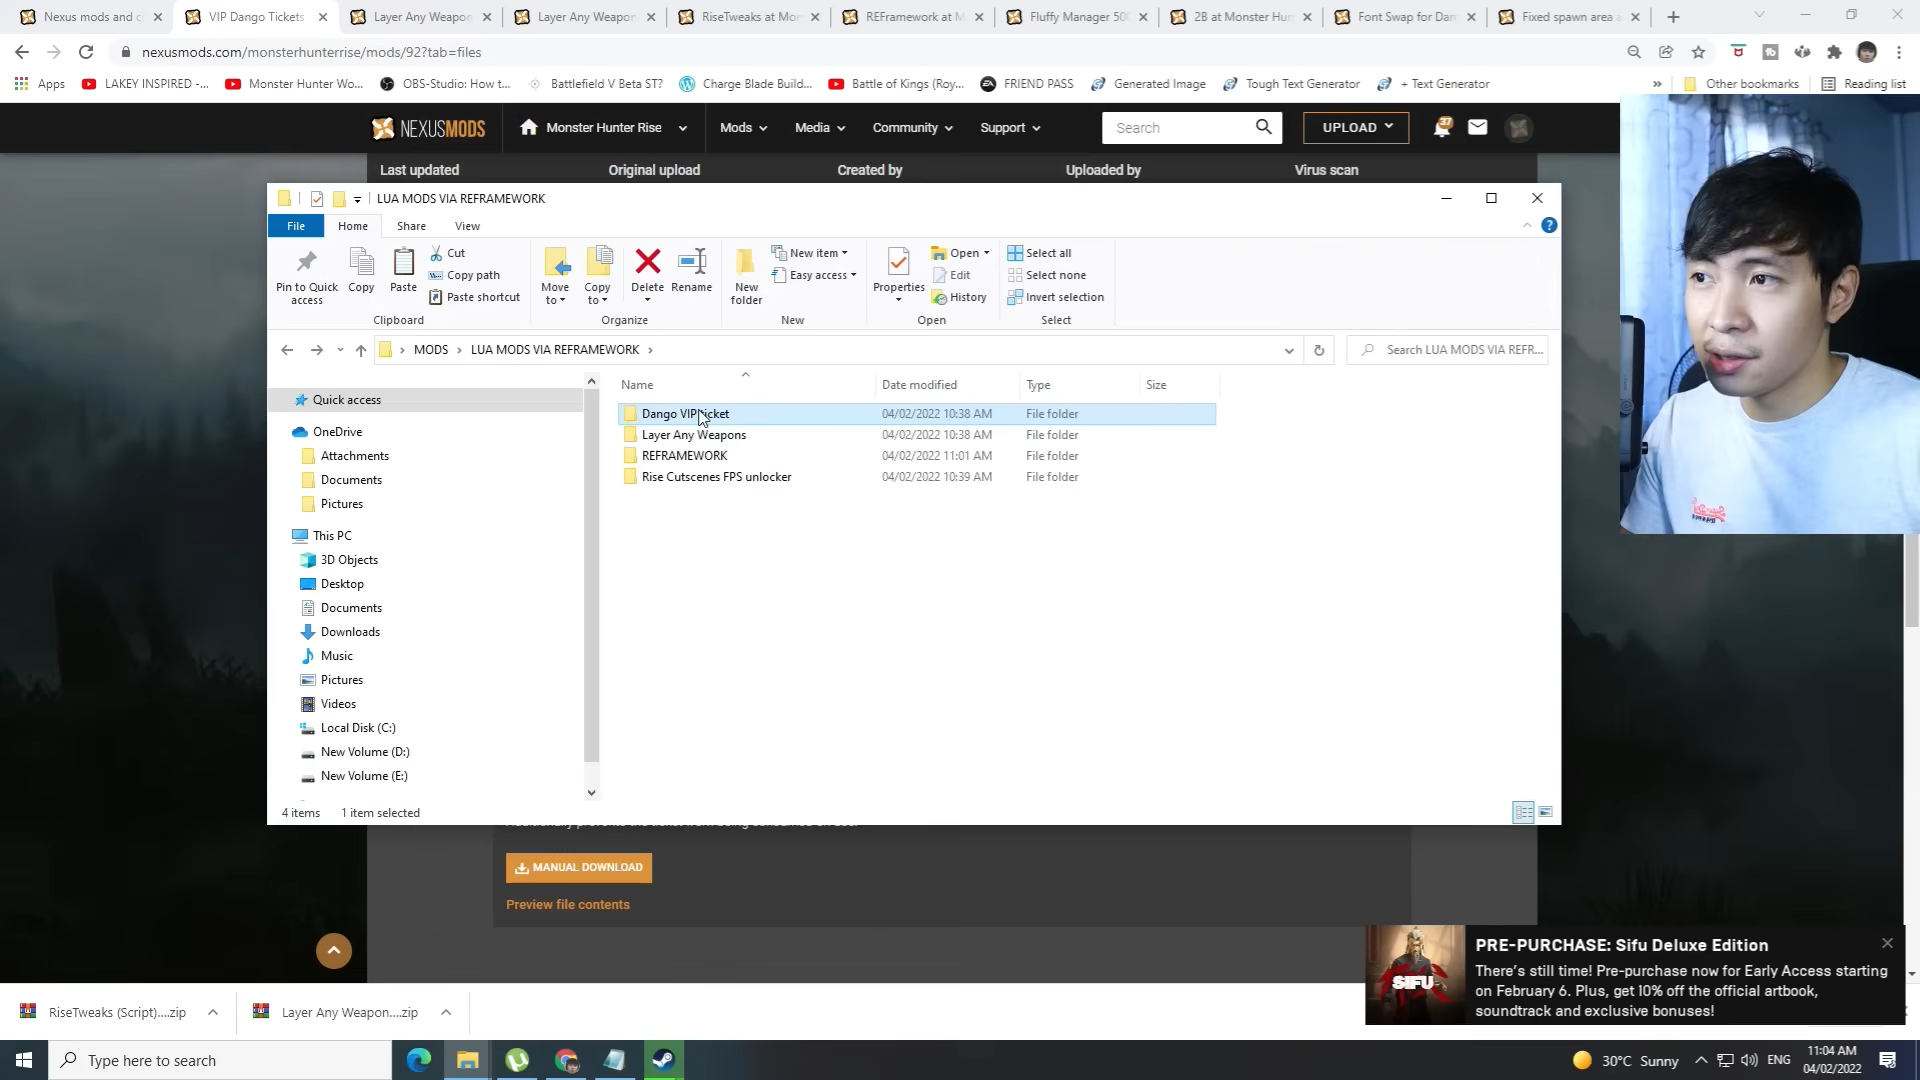 Nexus mods and c
VIP Dango Tickets
Layer Any Weapon
Layer Any Weapon
RiseTweaks at Mon
REFramework at M
Fluffy Manager 500
2B at Monster Hun
Font Swap for Dan
Fixed spawn area a
nexusmods.com/monsterhunterrise/mods/92?tab=files
Apps
LAKEY INSPIRED -...
Monster Hunter Wo...
OBS-Studio: How t...
Battlefield V Beta ST?
Charge Blade Build...
Battle of Kings (Roy...
FRIEND PASS
Generated Image
Tough Text Generator
+ Text Generator
»
Other bookmarks
Reading list
NEXUSMODS
Monster Hunter Rise
Mods
Media
Community
Support
Search
UPLOAD
37
Last updated
Original upload
Created by
Uploaded by
Virus scan
LUA MODS VIA REFRAMEWORK
File
Home
Share
View
Pin to Quick access
Copy
Paste
Cut
Copy path
Paste shortcut
Move to
Copy to
Delete
Rename
New folder
New item
Easy access
Properties
Open
Edit
History
Select all
Select none
Invert selection
Clipboard
Organize
New
Open
Select
MODS › LUA MODS VIA REFRAMEWORK ›
Search LUA MODS VIA REFR...
Name
Date modified
Type
Size
Dango VIP Ticket 04/02/2022 10:38 AM File folder
Layer Any Weapons 04/02/2022 10:38 AM File folder
REFRAMEWORK 04/02/2022 11:01 AM File folder
Rise Cutscenes FPS unlocker 04/02/2022 10:39 AM File folder
Quick access
OneDrive
Attachments
Documents
Pictures
This PC
3D Objects
Desktop
Documents
Downloads
Music
Pictures
Videos
Local Disk (C:)
New Volume (D:)
New Volume (E:)
4 items
1 item selected
MANUAL DOWNLOAD
Preview file contents
SIFU
PRE-PURCHASE: Sifu Deluxe Edition
There's still time! Pre-purchase now for Early Access starting
on February 6. Plus, get 10% off the official artbook,
soundtrack and exclusive bonuses!
RiseTweaks (Script)....zip
Layer Any Weapon....zip
Type here to search
30°C Sunny
ENG
11:04 AM
04/02/2022